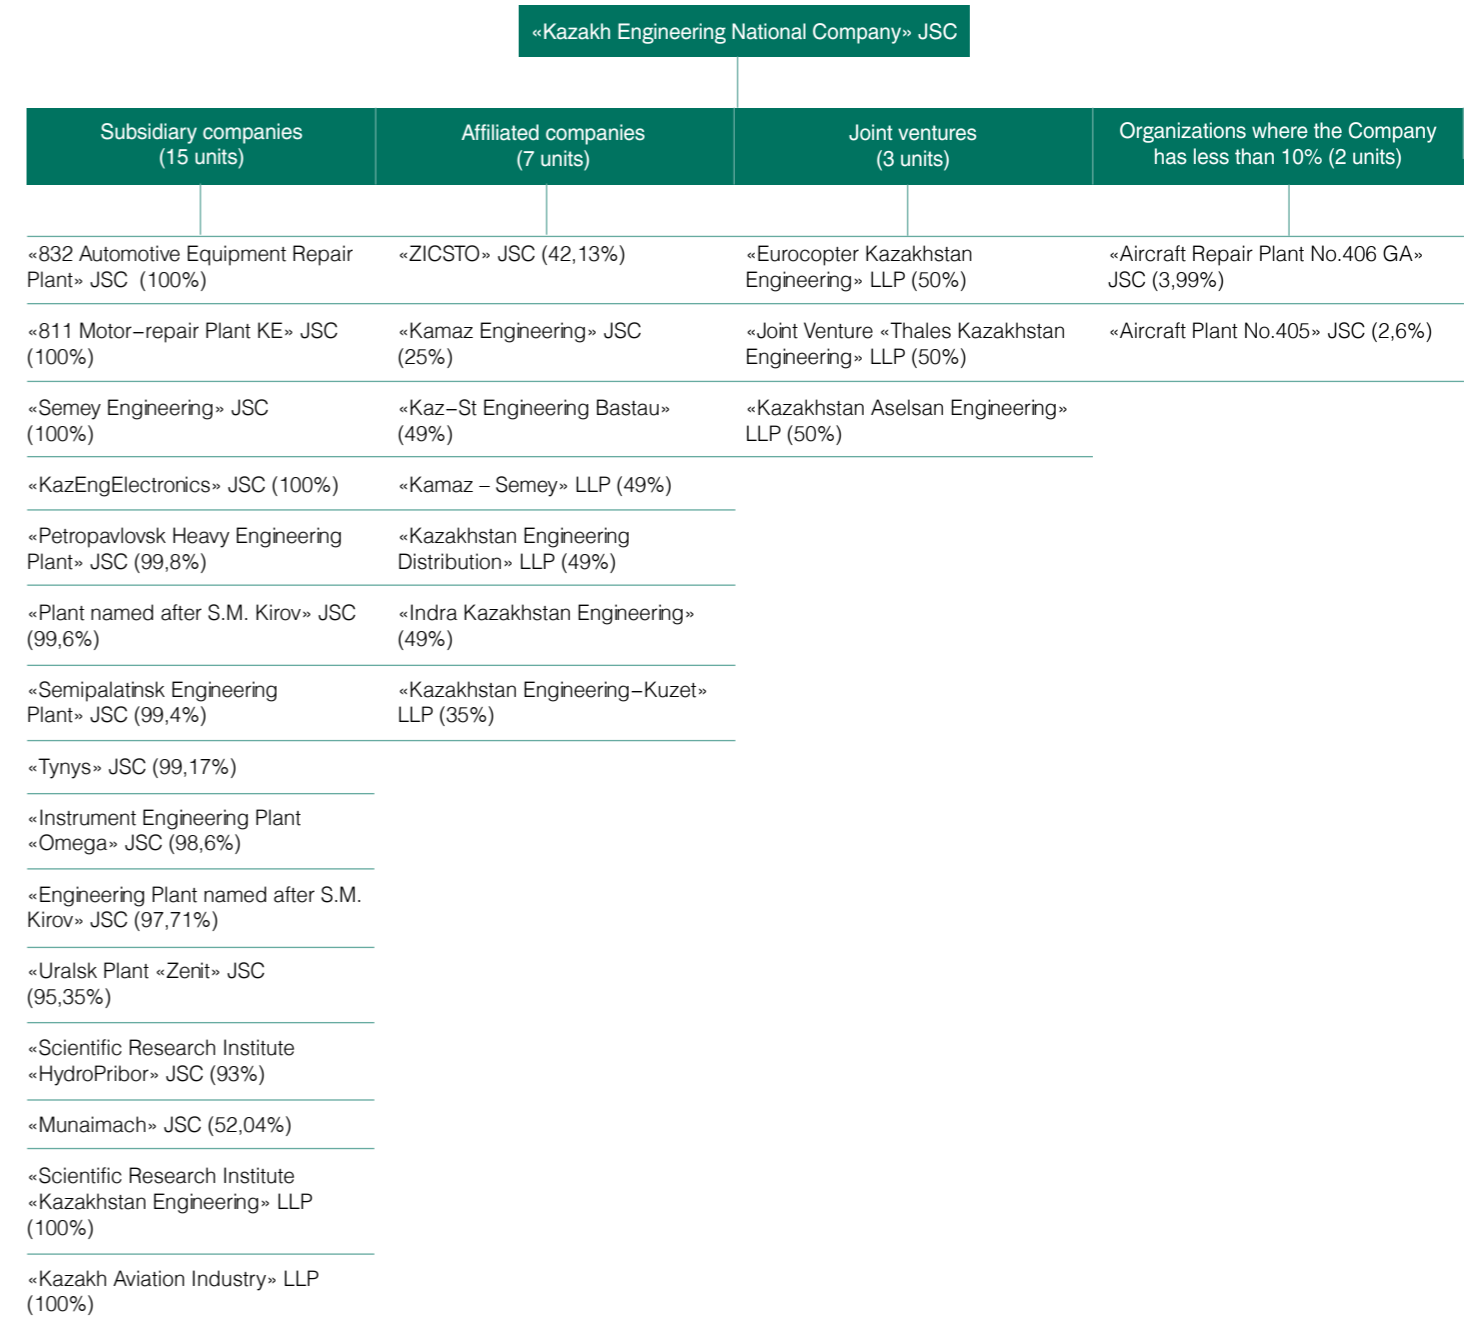 «Kazakh Engineering National Company» JSC
Subsidiary companies
(15 units)
Affiliated companies
(7 units)
Joint ventures
(3 units)
Organizations where the Company
has less than 10% (2 units)
«832 Automotive Equipment Repair
Plant» JSC (100%)
«811 Motor–repair Plant KE» JSC
(100%)
«Semey Engineering» JSC
(100%)
«KazEngElectronics» JSC (100%)
«Petropavlovsk Heavy Engineering
Plant» JSC (99,8%)
«Plant named after S.M. Kirov» JSC
(99,6%)
«Semipalatinsk Engineering
Plant» JSC (99,4%)
«Tynys» JSC (99,17%)
«Instrument Engineering Plant
«Omega» JSC (98,6%)
«Engineering Plant named after S.M.
Kirov» JSC (97,71%)
«Uralsk Plant «Zenit» JSC
(95,35%)
«Scientific Research Institute
«HydroPribor» JSC (93%)
«Munaimach» JSC (52,04%)
«Scientific Research Institute
«Kazakhstan Engineering» LLP
(100%)
«Kazakh Aviation Industry» LLP
(100%)
«ZICSTO» JSC (42,13%)
«Kamaz Engineering» JSC
(25%)
«Kaz–St Engineering Bastau»
(49%)
«Kamaz – Semey» LLP (49%)
«Kazakhstan Engineering
Distribution» LLP (49%)
«Indra Kazakhstan Engineering»
(49%)
«Kazakhstan Engineering–Kuzet»
LLP (35%)
«Eurocopter Kazakhstan
Engineering» LLP (50%)
«Joint Venture «Thales Kazakhstan
Engineering» LLP (50%)
«Kazakhstan Aselsan Engineering»
LLP (50%)
«Aircraft Repair Plant No.406 GA»
JSC (3,99%)
«Aircraft Plant No.405» JSC (2,6%)